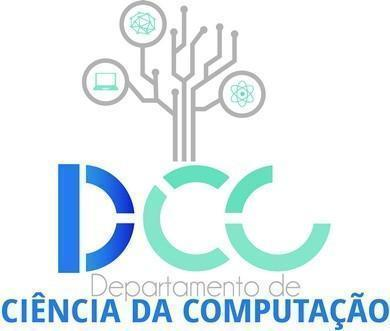 DCC
Departamento de
CIÊNCIA DA COMPUTAÇÃO